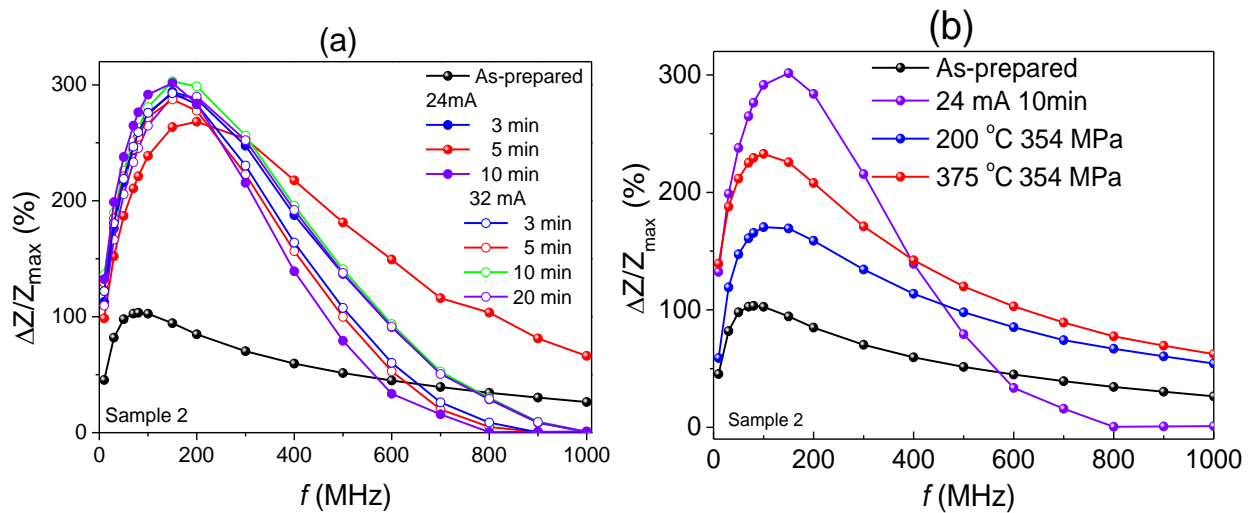 (a)
300
200
100
0
ΔZ/Z_max (%)
As-prepared
24mA
3 min
5 min
10 min
32 mA
3 min
5 min
10 min
20 min
Sample 2
0 200 400 600 800 1000
f (MHz)
(b)
300
200
100
0
ΔZ/Z_max (%)
As-prepared
24 mA 10min
200 °C 354 MPa
375 °C 354 MPa
Sample 2
0 200 400 600 800 1000
f (MHz)